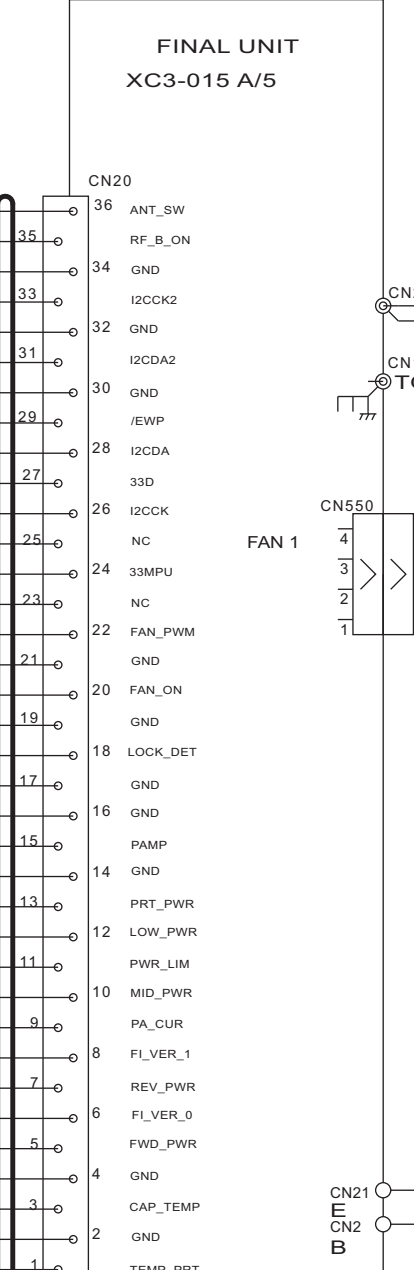 FINAL UNIT
XC3-015 A/5
CN20
36 ANT_SW
35 RF_B_ON
34 GND
33 I2CCK2
32 GND
31 I2CDA2
30 GND
29 /EWP
28 I2CDA
27 33D
26 I2CCK
25 NC
24 33MPU
23 NC
22 FAN_PWM
21 GND
20 FAN_ON
19 GND
18 LOCK_DET
17 GND
16 GND
15 PAMP
14 GND
13 PRT_PWR
12 LOW_PWR
11 PWR_LIM
10 MID_PWR
9 PA_CUR
8 FI_VER_1
7 REV_PWR
6 FI_VER_0
5 FWD_PWR
4 GND
3 CAP_TEMP
2 GND
1 TEMP_PRT
CN550
FAN 1
4
3
2
1
CN21
E
CN2
B